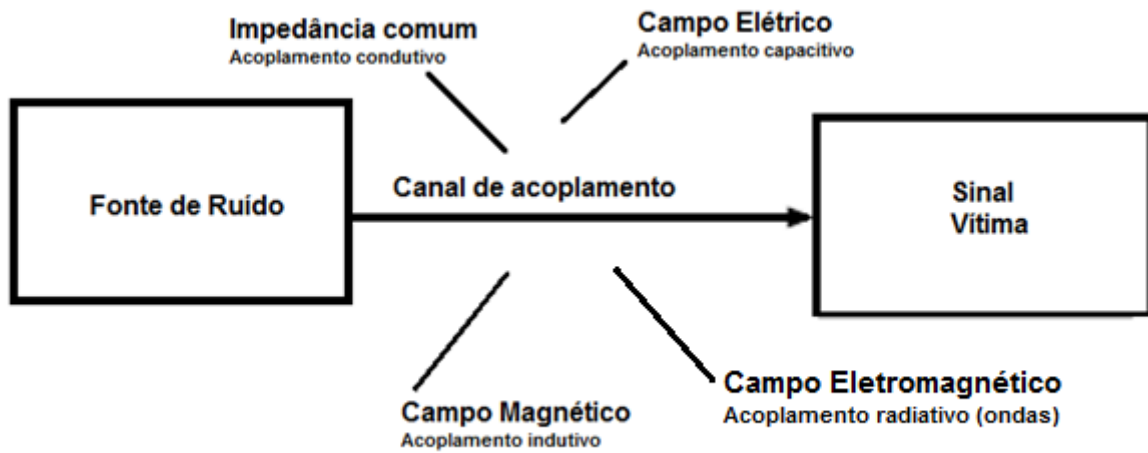 Impedância comum
Acoplamento condutivo
Campo Elétrico
Acoplamento capacitivo
Fonte de Ruído
Canal de acoplamento
Sinal
Vítima
Campo Magnético
Acoplamento indutivo
Campo Eletromagnético
Acoplamento radiativo (ondas)